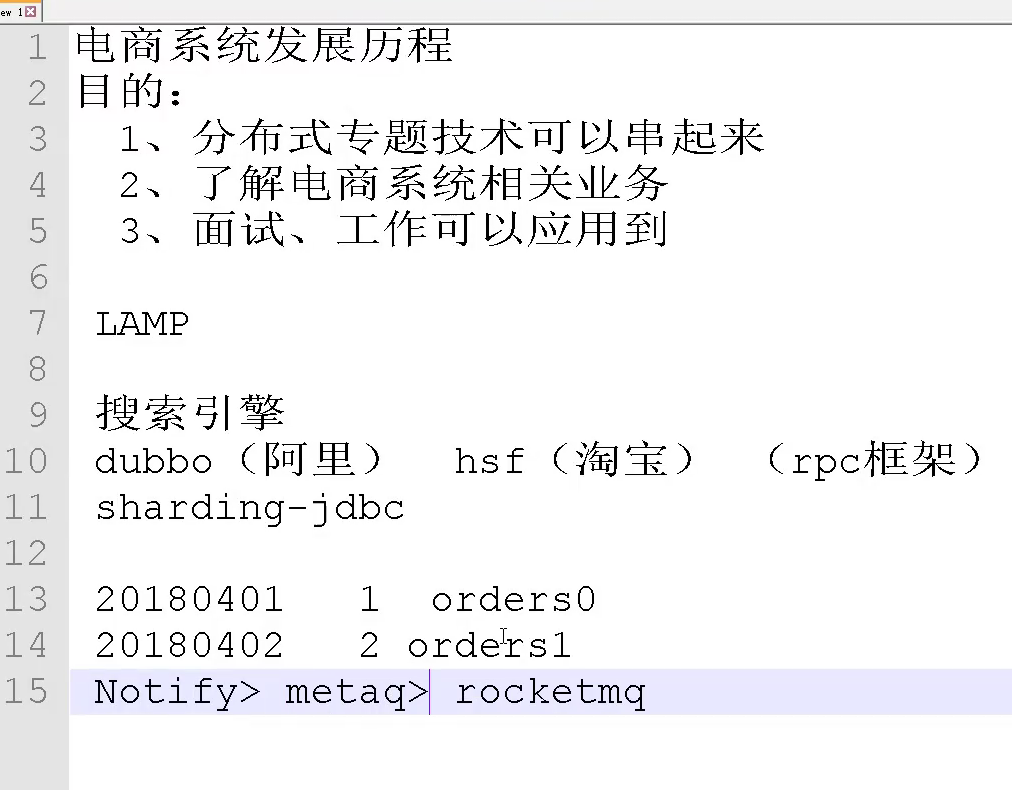 ew 1
1 电商系统发展历程
2 目的：
3 1、分布式专题技术可以串起来
4 2、了解电商系统相关业务
5 3、面试、工作可以应用到
6
7 LAMP
8
9 搜索引擎
10 dubbo（阿里） hsf（淘宝） （rpc框架）
11 sharding-jdbc
12
13 20180401 1 orders0
14 20180402 2 orders1
15 Notify> metaq> rocketmq